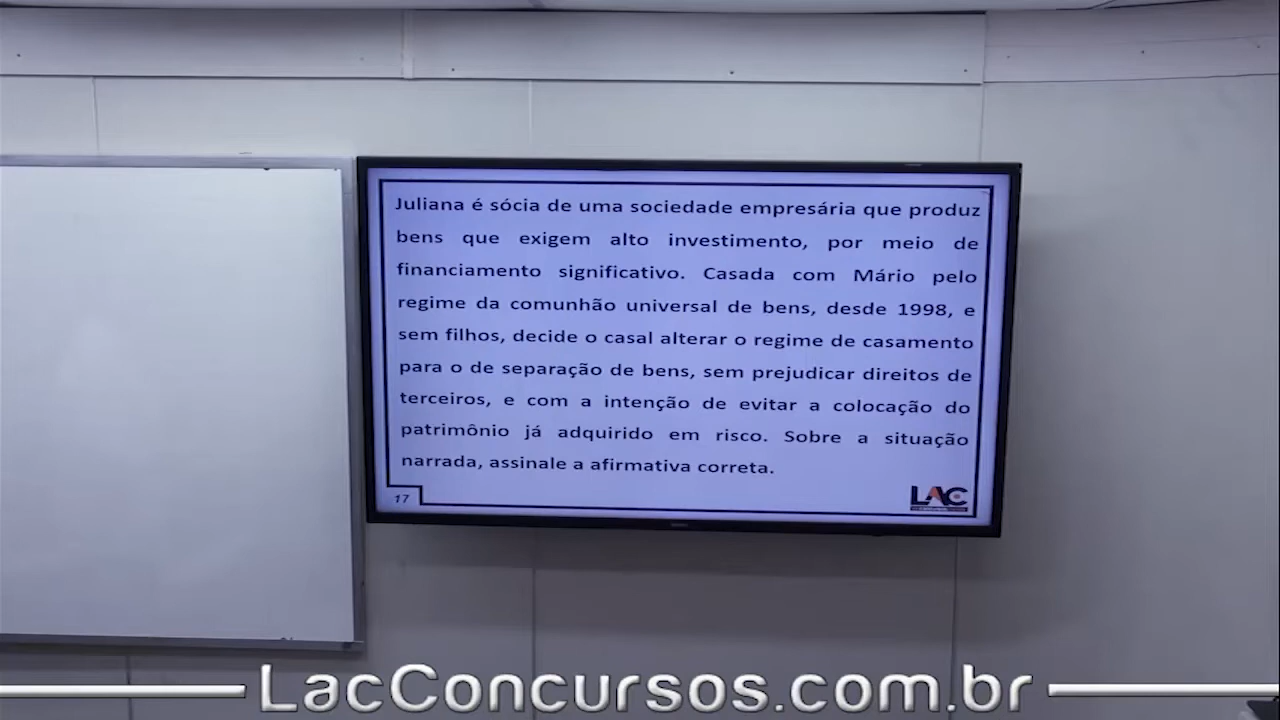 Juliana é sócia de uma sociedade empresária que produz
bens que exigem alto investimento, por meio de
financiamento significativo. Casada com Mário pelo
regime da comunhão universal de bens, desde 1998, e
sem filhos, decide o casal alterar o regime de casamento
para o de separação de bens, sem prejudicar direitos de
terceiros, e com a intenção de evitar a colocação do
patrimônio já adquirido em risco. Sobre a situação
narrada, assinale a afirmativa correta.
17
LAC
LacConcursos.com.br